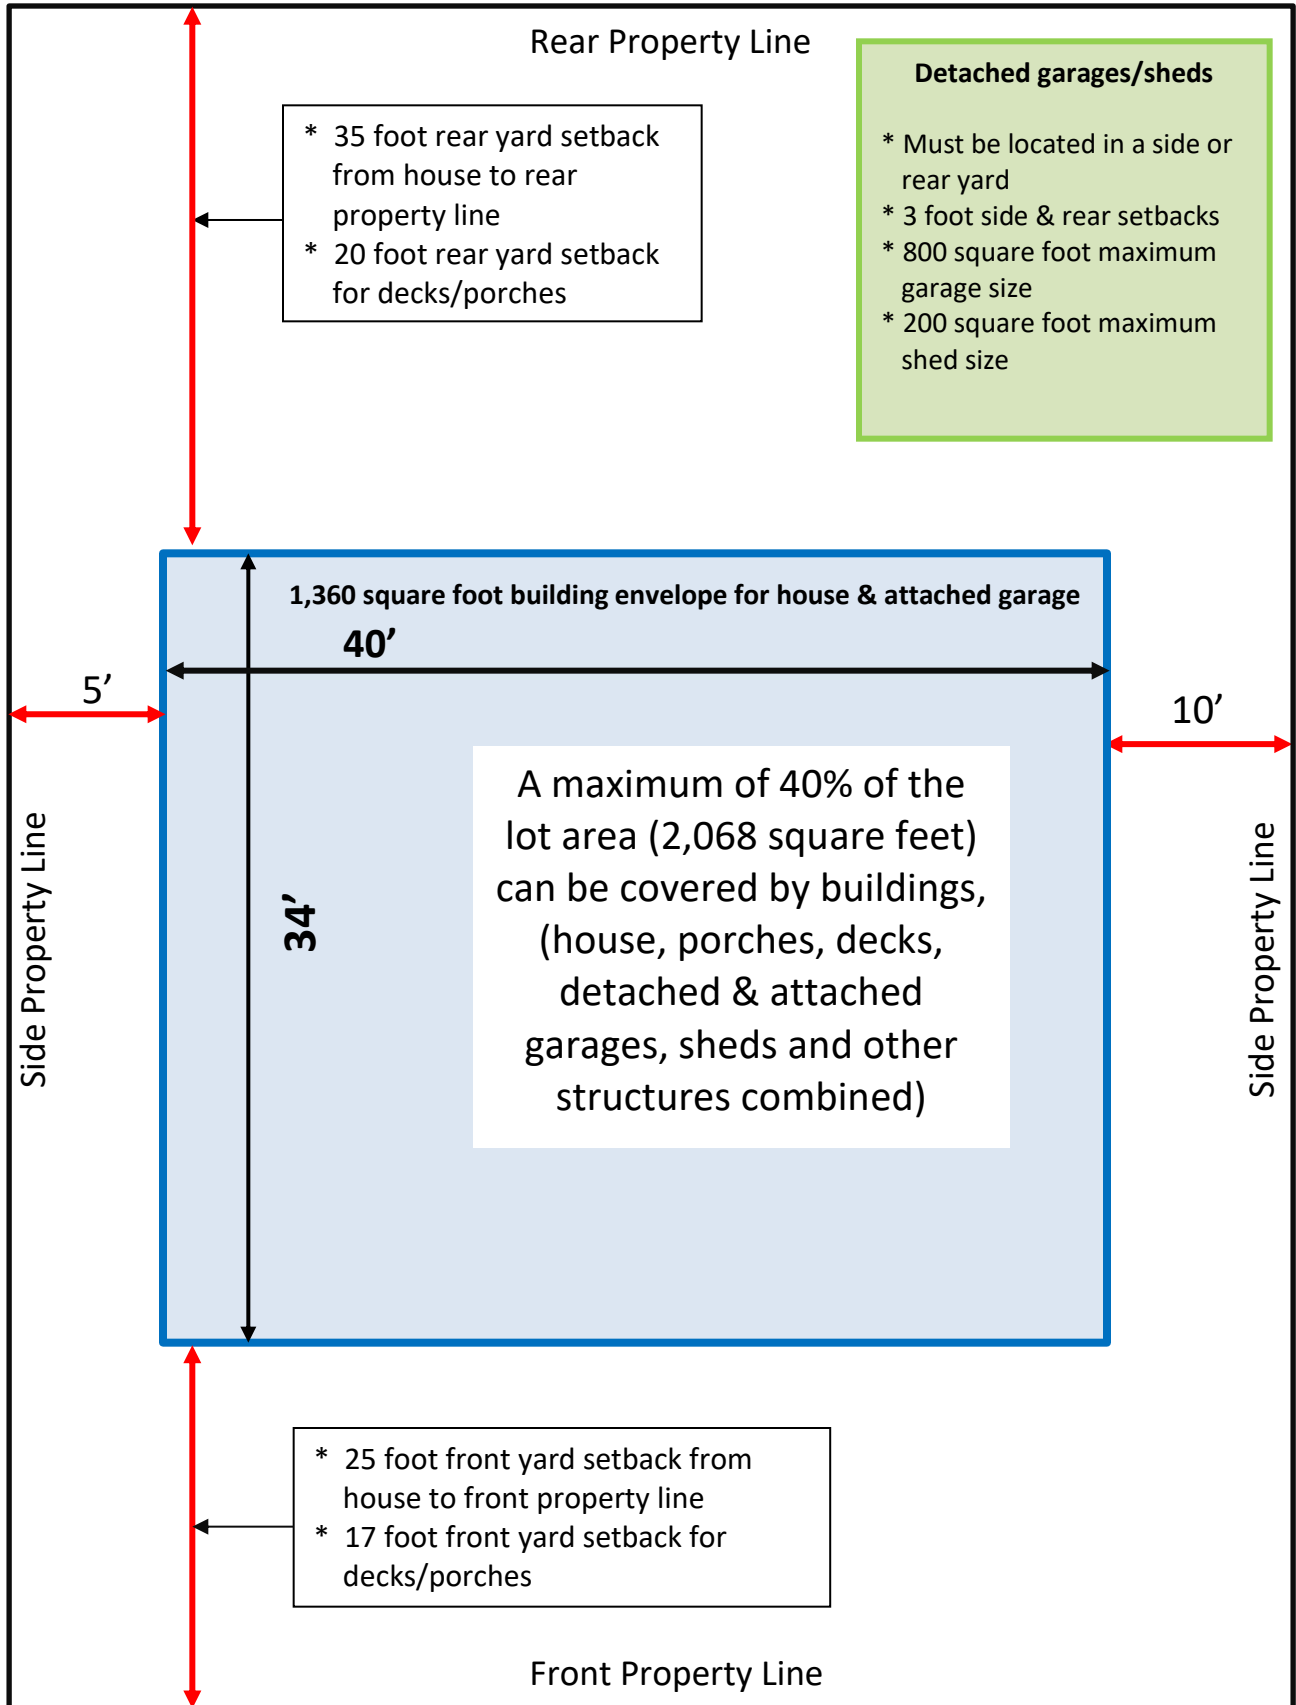 Rear Property Line
Detached garages/sheds
* Must be located in a side or
rear yard
* 3 foot side & rear setbacks
* 800 square foot maximum
garage size
* 200 square foot maximum
shed size
* 35 foot rear yard setback
from house to rear
property line
* 20 foot rear yard setback
for decks/porches
1,360 square foot building envelope for house & attached garage
40’
5’
10’
34’
A maximum of 40% of the
lot area (2,068 square feet)
can be covered by buildings,
(house, porches, decks,
detached & attached
garages, sheds and other
structures combined)
Side Property Line
Side Property Line
* 25 foot front yard setback from
house to front property line
* 17 foot front yard setback for
decks/porches
Front Property Line